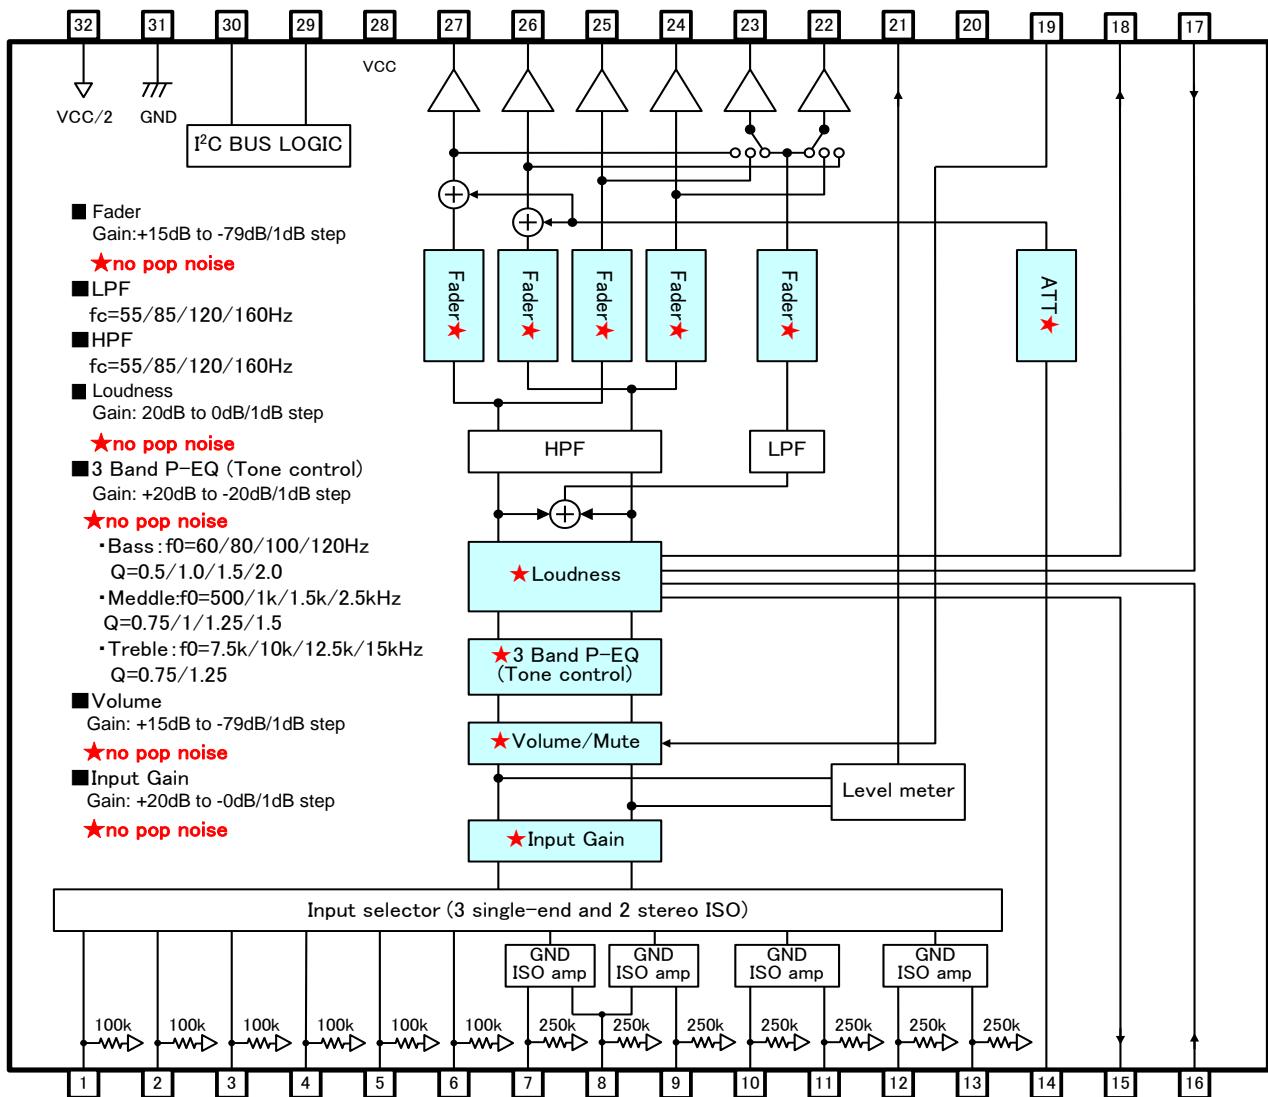 32 31 30 29 28 27 26 25 24 23 22 21 20 19 18 17
VCC
VCC/2 GND
I²C BUS LOGIC
■ Fader
Gain:+15dB to -79dB/1dB step
★no pop noise
■LPF
fc=55/85/120/160Hz
■HPF
fc=55/85/120/160Hz
■ Loudness
Gain: 20dB to 0dB/1dB step
★no pop noise
■3 Band P-EQ (Tone control)
Gain: +20dB to -20dB/1dB step
★no pop noise
・Bass:f0=60/80/100/120Hz
Q=0.5/1.0/1.5/2.0
・Meddle:f0=500/1k/1.5k/2.5kHz
Q=0.75/1/1.25/1.5
・Treble:f0=7.5k/10k/12.5k/15kHz
Q=0.75/1.25
■Volume
Gain: +15dB to -79dB/1dB step
★no pop noise
■Input Gain
Gain: +20dB to -0dB/1dB step
★no pop noise
Fader★
Fader★
Fader★
Fader★
Fader★
ATT★
HPF
LPF
★Loudness
★3 Band P-EQ
(Tone control)
★Volume/Mute
Level meter
★Input Gain
Input selector (3 single-end and 2 stereo ISO)
GND
ISO amp
GND
ISO amp
GND
ISO amp
GND
ISO amp
100k 100k 100k 100k 100k 100k 250k 250k 250k 250k 250k 250k 250k
1 2 3 4 5 6 7 8 9 10 11 12 13 14 15 16